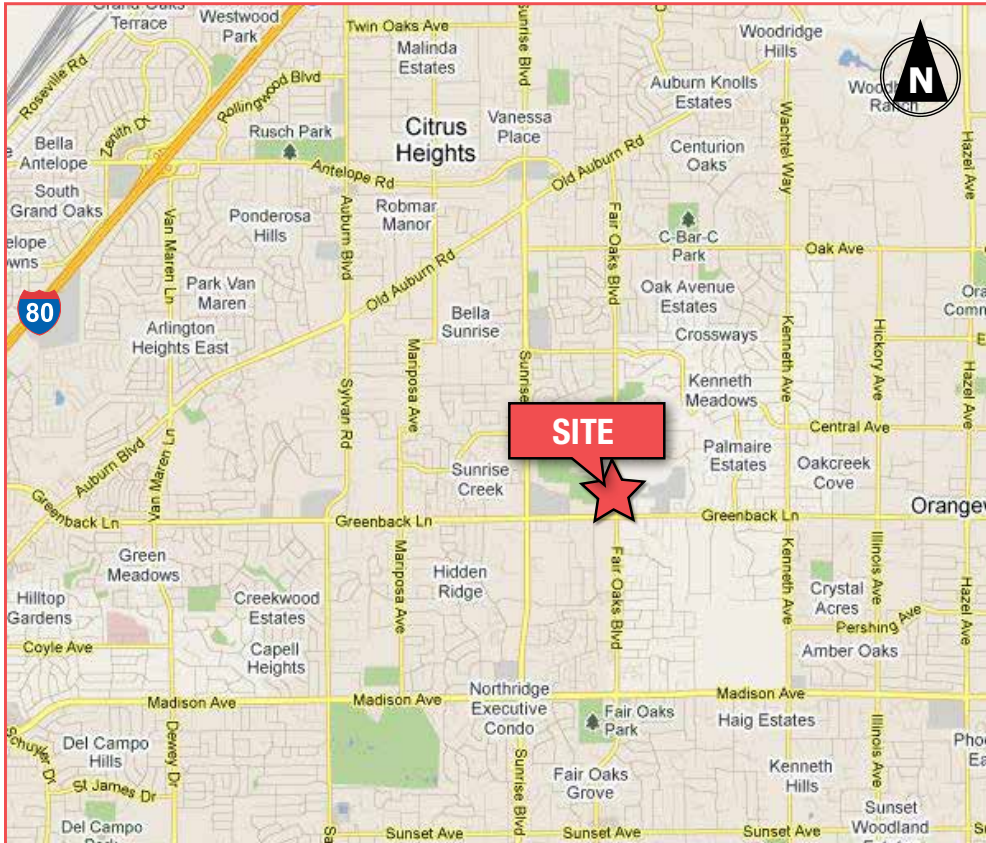 Grand Oaks
Terrace
Westwood
Park
Twin Oaks Ave
Malinda
Estates
Sunrise Blvd
Woodridge
Hills
N
Roseville Rd
Rollingwood Blvd
Auburn Knolls
Estates
Ranch
Zenith Dr
Rusch Park
Citrus
Heights
Vanessa
Place
Wachtel Way
Hazel Ave
Bella
Antelope
Antelope Rd
Old Auburn Rd
Centurion
Oaks
South
Grand Oaks
Ponderosa
Hills
Robmar
Manor
Van Maren Ln
Auburn Blvd
Fair Oaks Blvd
C-Bar-C
Park
Oak Ave
Old Auburn Rd
Park Van
Maren
Oak Avenue
Estates
80
Bella
Sunrise
Arlington
Heights East
Crossways
Mariposa Ave
Sunrise
Kenneth Ave
Hickory Ave
Hazel Ave
Kenneth
Meadows
Sylvan Rd
SITE
Central Ave
Auburn Blvd
Van Maren Ln
Sunrise
Creek
Palmaire
Estates
Oakcreek
Cove
Greenback Ln
Greenback Ln
Greenback Ln
Orangev
Green
Meadows
Mariposa Ave
Hidden
Ridge
Fair Oaks Blvd
Kenneth Ave
Illinois Ave
Hilltop
Gardens
Creekwood
Estates
Crystal
Acres
Hazel Ave
Pershing Ave
Coyle Ave
Capell
Heights
Amber Oaks
Madison Ave
Madison Ave
Northridge
Executive
Condo
Madison Ave
Fair Oaks
Park
Haig Estates
Schuyler Dr
Del Campo
Hills
Dewey Dr
Illinois Ave
St James Dr
Sunrise Blvd
Fair Oaks
Grove
Kenneth
Hills
Del Campo
Sunset Ave
Sunset Ave
Sunset Ave
Sunset
Woodland